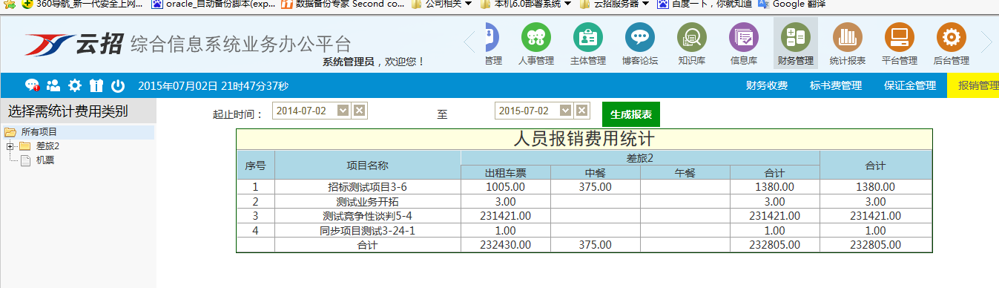 360导航_新一代安全上网... oracle_自动备份脚本(exp... 数据备份专家 Second co... 公司相关 本机6.0部署系统 云招服务器 百度一下，你就知道 Google 翻译
云招 综合信息系统业务办公平台
系统管理员，欢迎您！
管理 人事管理 主体管理 博客论坛 知识库 信息库 财务管理 统计报表 平台管理 后台管理
2015年07月02日 21时47分37秒 财务收费 标书费管理 保证金管理 报销管理
选择需统计费用类别
所有项目
差旅2
机票
起止时间： 2014-07-02 至 2015-07-02 生成报表
人员报销费用统计
序号 项目名称 差旅2 合计
出租车票 中餐 午餐 合计
1 招标测试项目3-6 1005.00 375.00 1380.00 1380.00
2 测试业务开拓 3.00 3.00 3.00
3 测试竞争性谈判5-4 231421.00 231421.00 231421.00
4 同步项目测试3-24-1 1.00 1.00 1.00
合计 232430.00 375.00 232805.00 232805.00